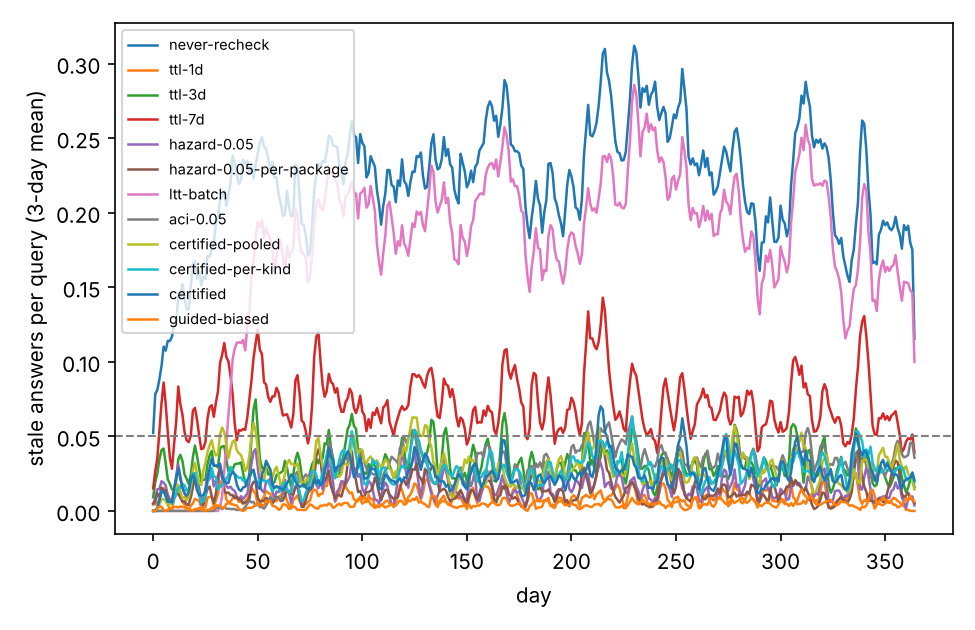 stale answers per query (3-day mean)
0.30
0.25
0.20
0.15
0.10
0.05
0.00
never-recheck
ttl-1d
ttl-3d
ttl-7d
hazard-0.05
hazard-0.05-per-package
ltt-batch
aci-0.05
certified-pooled
certified-per-kind
certified
guided-biased
0 50 100 150 200 250 300 350
day